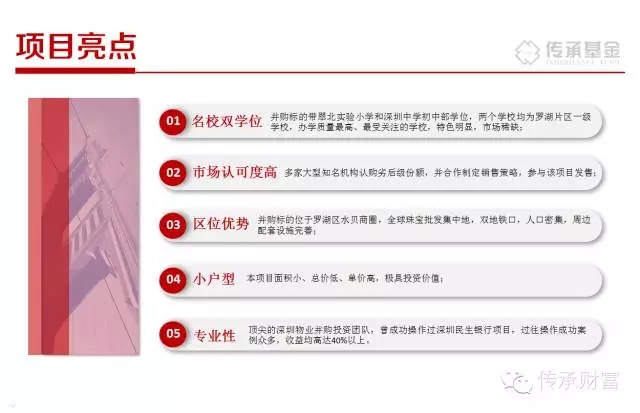 项目亮点
传承基金
INHERITANCE FUND
01 名校双学位 并购标的带翠北实验小学和深圳中学初中部学位，两个学校均为罗湖片区一级
学校，办学质量最高、最受关注的学校，特色明显，市场稀缺；
02 市场认可度高 多家大型知名机构认购劣后级份额，并合作制定销售策略，参与该项目发售；
03 区位优势 并购标的位于罗湖区水贝商圈，全球珠宝批发集中地，双地铁口，人口密集，周边
配套设施完善；
04 小户型 本项目面积小、总价低、单价高，极具投资价值；
05 专业性 顶尖的深圳物业并购投资团队，曾成功操作过深圳民生银行项目，过往操作成功案
例众多，收益均高达40%以上。
传承财富